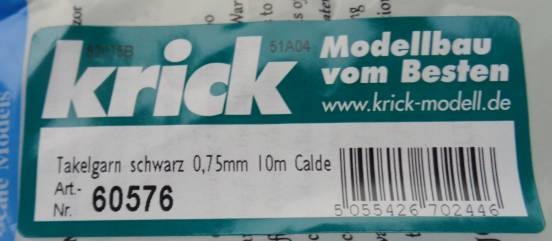 krick
51A04
Modellbau
vom Besten
www.krick-modell.de
Takelgarn schwarz 0,75mm 10m Calde
Art.-
Nr. 60576
5 055426 702446